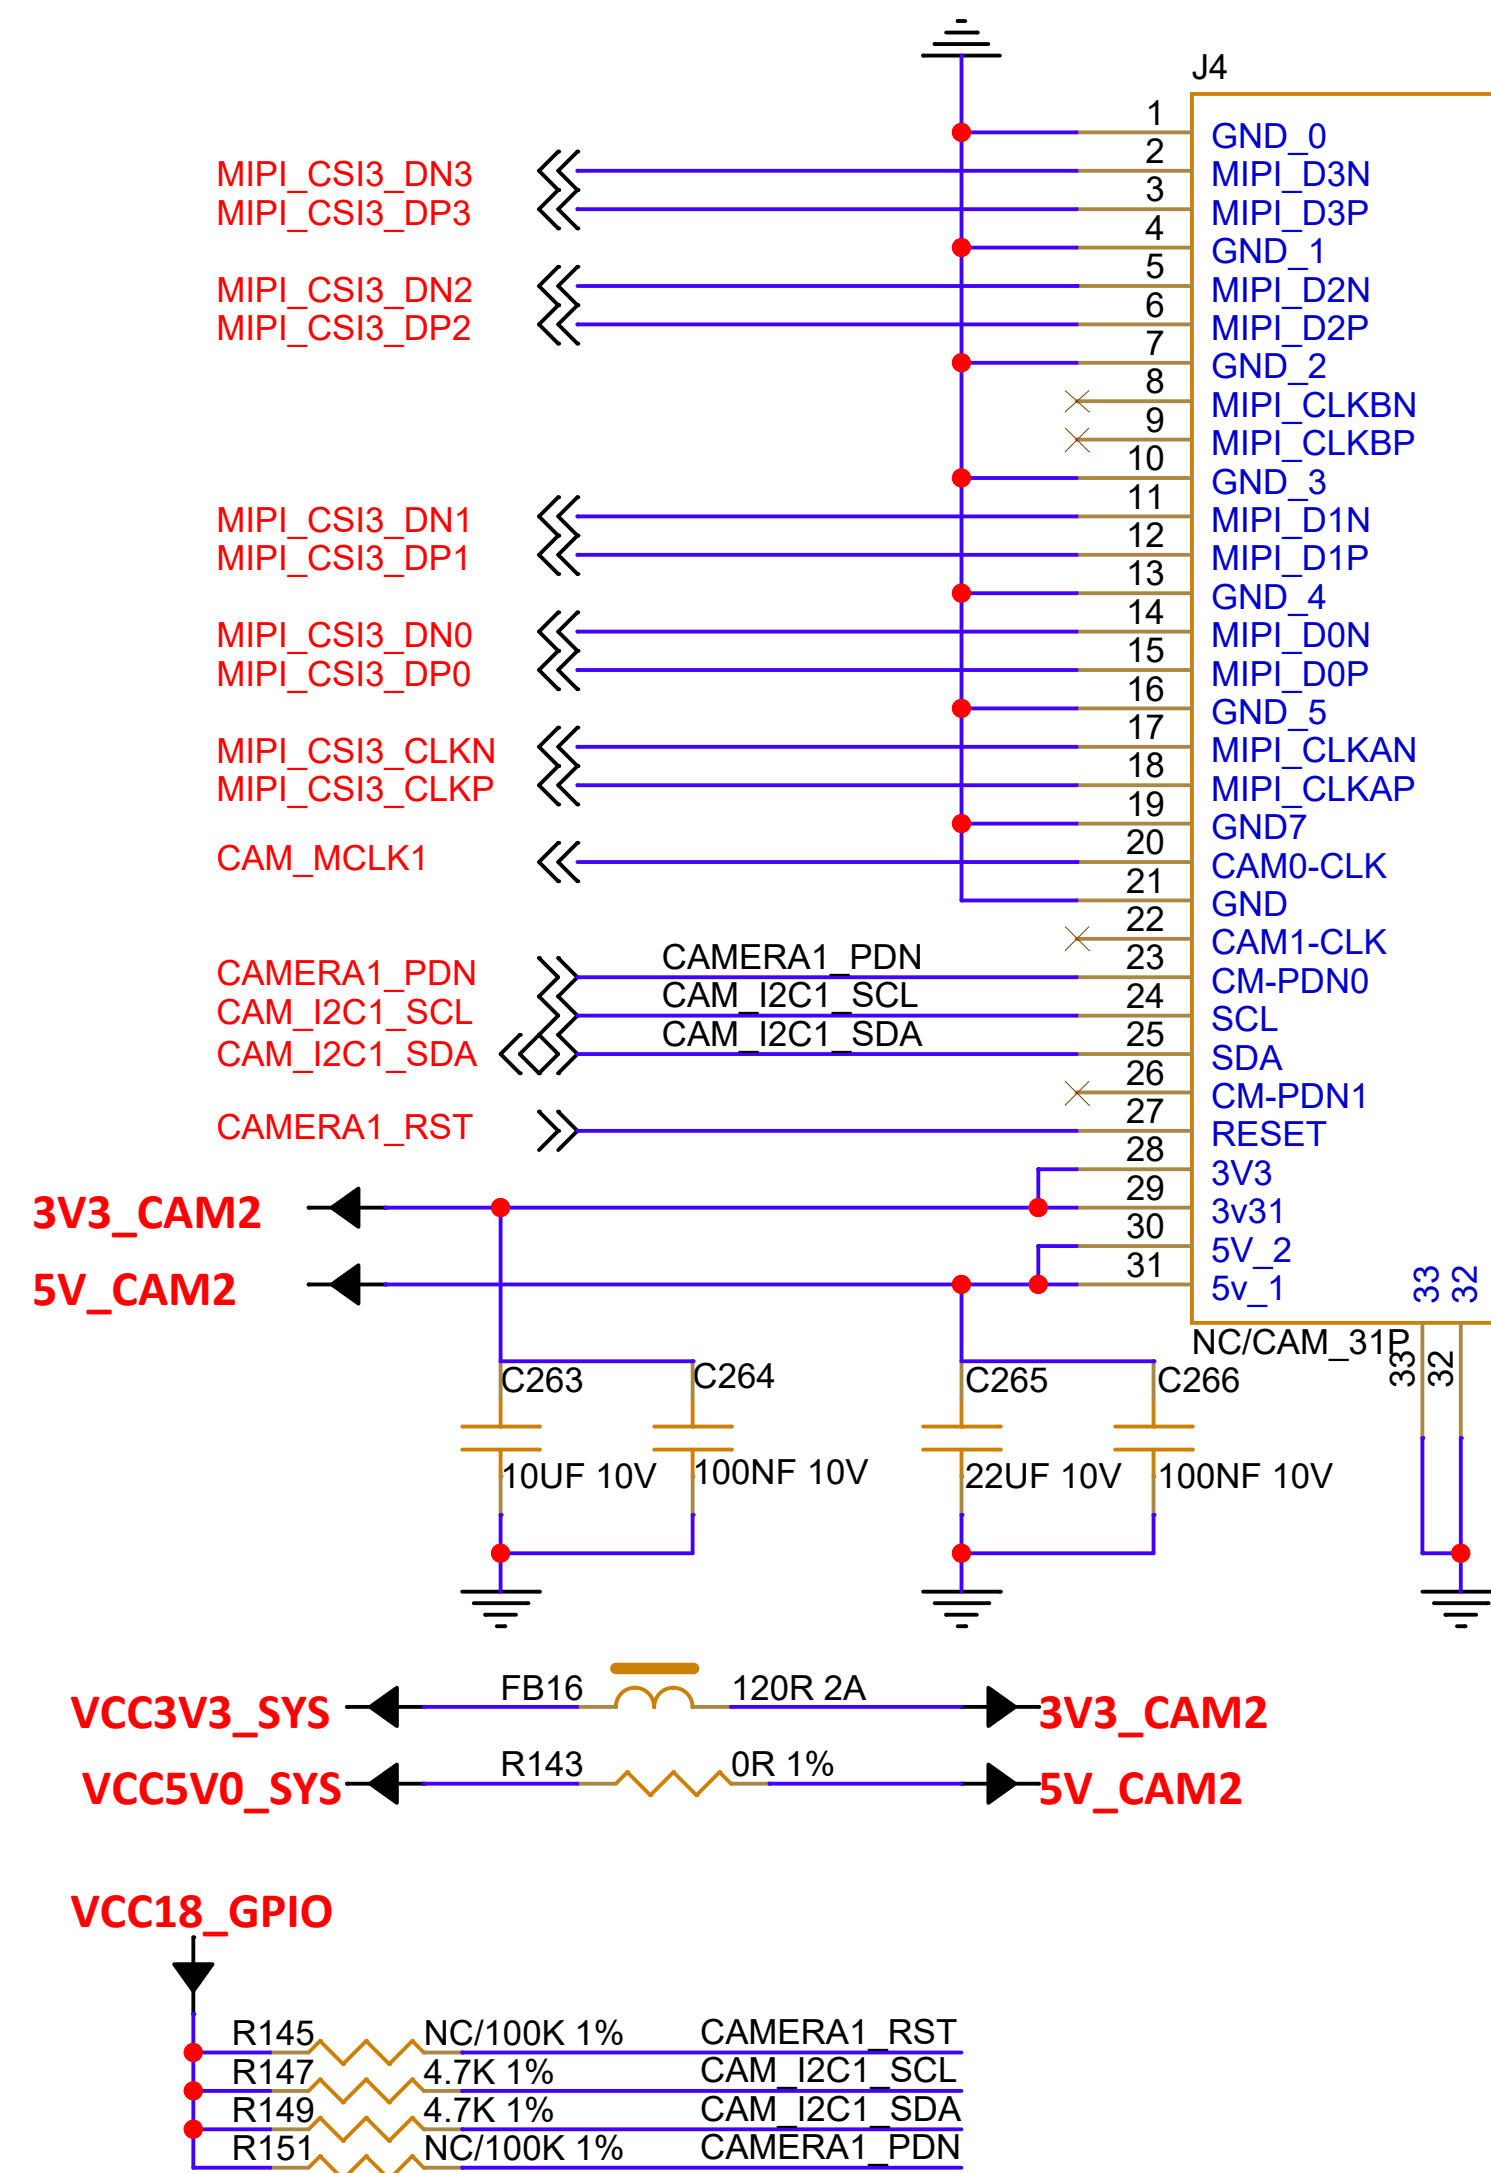 J4
1
GND_0
MIPI_CSI3_DN3
2
MIPI_D3N
MIPI_CSI3_DP3
3
MIPI_D3P
4
GND_1
MIPI_CSI3_DN2
5
MIPI_D2N
MIPI_CSI3_DP2
6
MIPI_D2P
7
GND_2
8
MIPI_CLKBN
9
MIPI_CLKBP
10
GND_3
MIPI_CSI3_DN1
11
MIPI_D1N
MIPI_CSI3_DP1
12
MIPI_D1P
13
GND_4
MIPI_CSI3_DN0
14
MIPI_D0N
MIPI_CSI3_DP0
15
MIPI_D0P
16
GND_5
MIPI_CSI3_CLKN
17
MIPI_CLKAN
MIPI_CSI3_CLKP
18
MIPI_CLKAP
19
GND7
CAM_MCLK1
20
CAM0-CLK
21
GND
22
CAM1-CLK
CAMERA1_PDN
CAMERA1_PDN
23
CM-PDN0
CAM_I2C1_SCL
CAM_I2C1_SCL
24
SCL
CAM_I2C1_SDA
CAM_I2C1_SDA
25
SDA
26
CM-PDN1
CAMERA1_RST
27
RESET
28
3V3
3V3_CAM2
29
3v31
30
5V_2
5V_CAM2
31
5v_1
33
32
NC/CAM_31P
33
32
C263
C264
C265
C266
10UF 10V
100NF 10V
22UF 10V
100NF 10V
VCC3V3_SYS
FB16
120R 2A
3V3_CAM2
VCC5V0_SYS
R143
0R 1%
5V_CAM2
VCC18_GPIO
R145
NC/100K 1%
CAMERA1_RST
R147
4.7K 1%
CAM_I2C1_SCL
R149
4.7K 1%
CAM_I2C1_SDA
R151
NC/100K 1%
CAMERA1_PDN